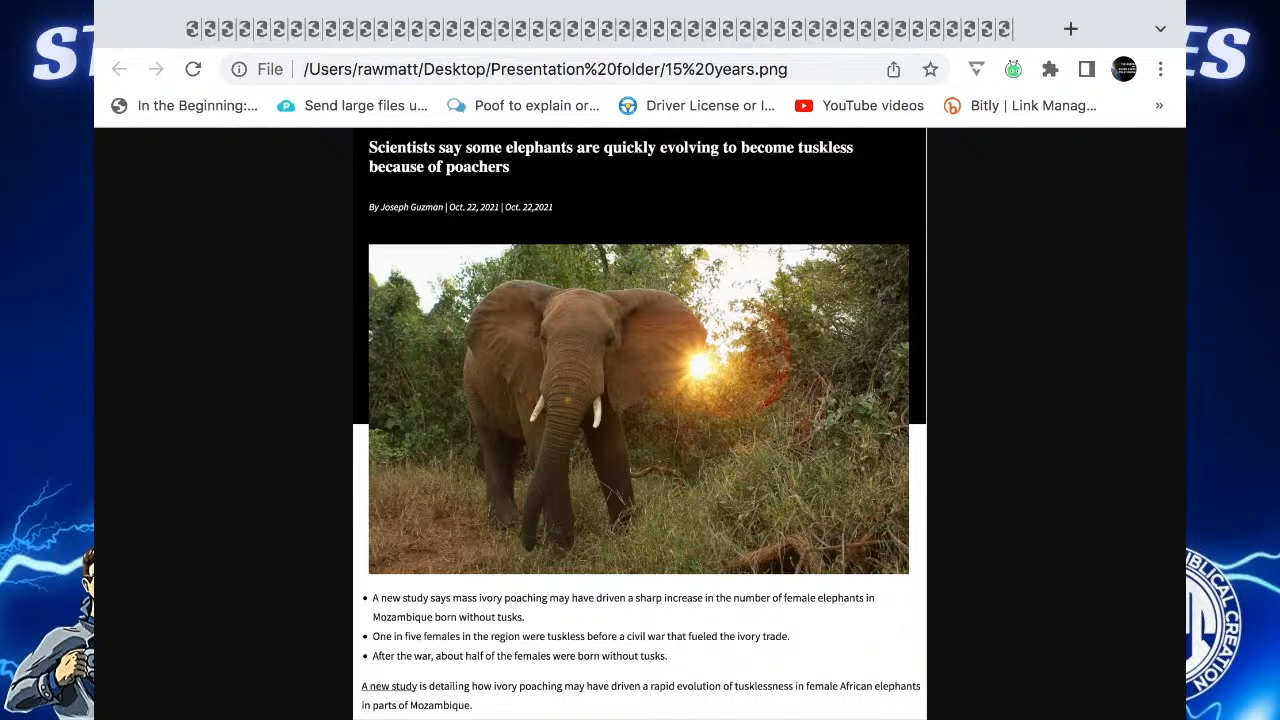 ST
ES
File
/Users/rawmatt/Desktop/Presentation%20folder/15%20years.png
In the Beginning:...
Send large files u...
Poof to explain or...
Driver License or I...
YouTube videos
Bitly | Link Manag...
»
Scientists say some elephants are quickly evolving to become tuskless
because of poachers
By Joseph Guzman | Oct. 22, 2021 | Oct. 22,2021
• A new study says mass ivory poaching may have driven a sharp increase in the number of female elephants in
Mozambique born without tusks.
• One in five females in the region were tuskless before a civil war that fueled the ivory trade.
• After the war, about half of the females were born without tusks.
A new study is detailing how ivory poaching may have driven a rapid evolution of tusklessness in female African elephants
in parts of Mozambique.
IBLICAL CREATION